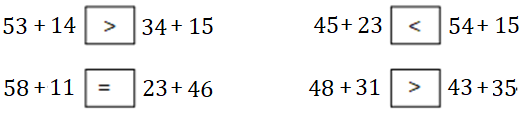 53 + 14 > 34 + 15 45 + 23 < 54 + 15
58 + 11 = 23 + 46 48 + 31 > 43 + 35